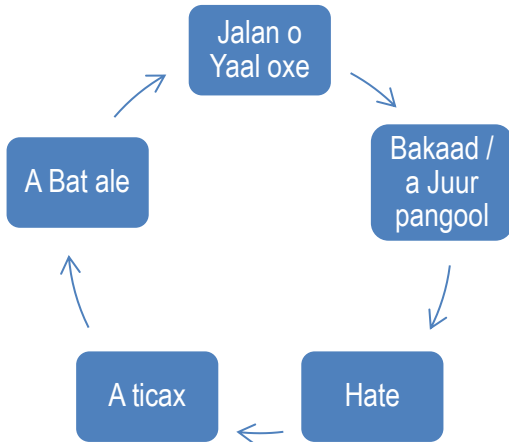 Jalan o
Yaal oxe
Bakaad /
a Juur
pangool
Hate
A ticax
A Bat ale